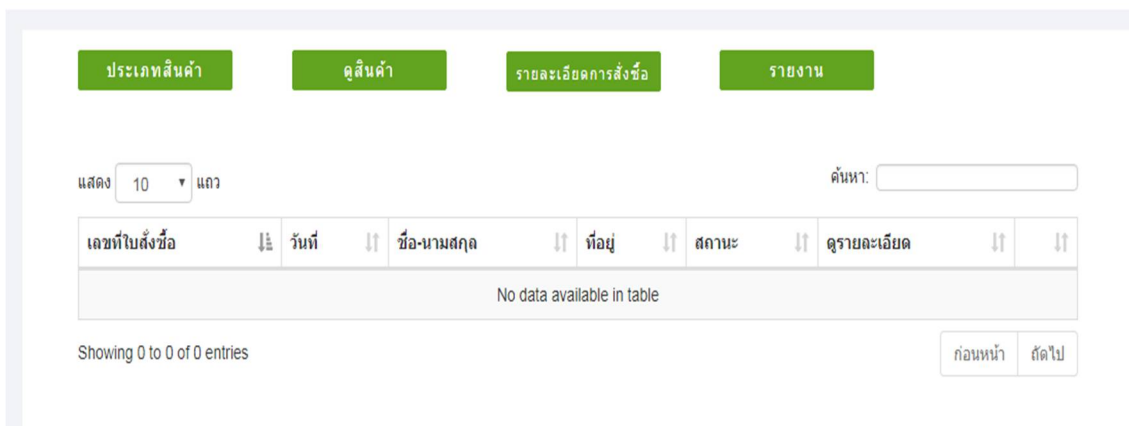 ประเภทสินค้า ดูสินค้า รายละเอียดการสั่งซื้อ รายงาน
แสดง 10 แถว ค้นหา:
เลขที่ใบสั่งซื้อ วันที่ ชื่อ-นามสกุล ที่อยู่ สถานะ ดูรายละเอียด
No data available in table
Showing 0 to 0 of 0 entries ก่อนหน้า ถัดไป